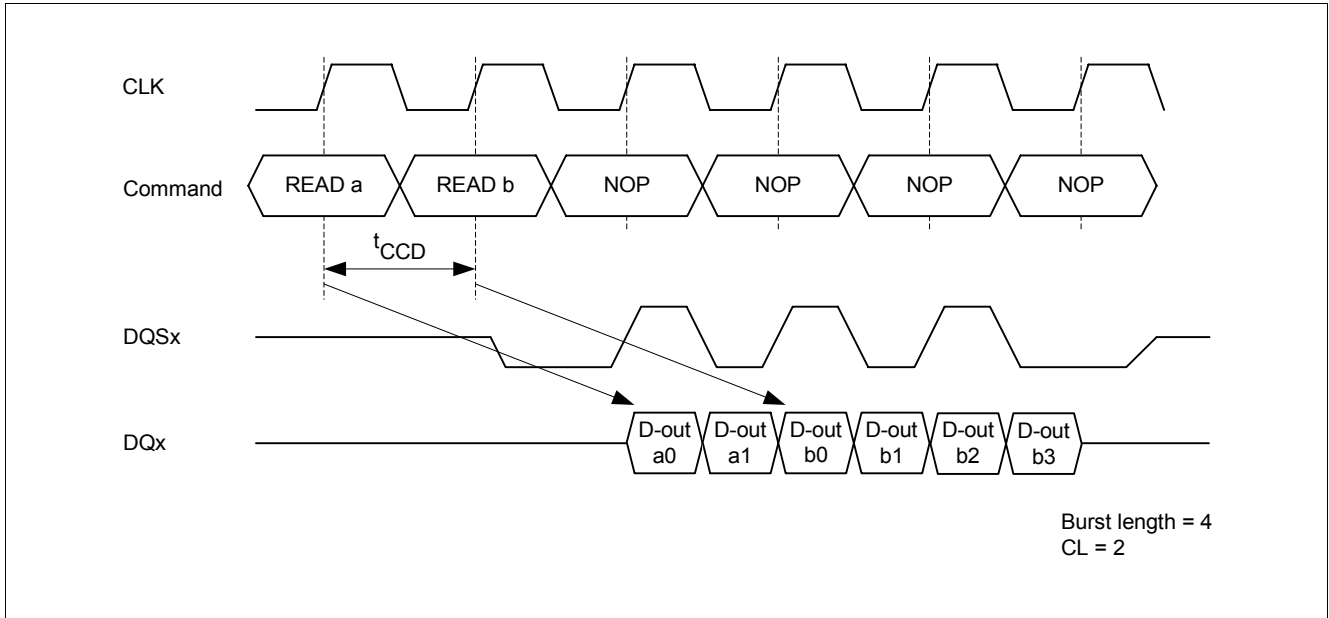 CLK
Command
READ a READ b NOP NOP NOP NOP
tCCD
DQSx
DQx
D-out a0
D-out a1
D-out b0
D-out b1
D-out b2
D-out b3
Burst length = 4
CL = 2